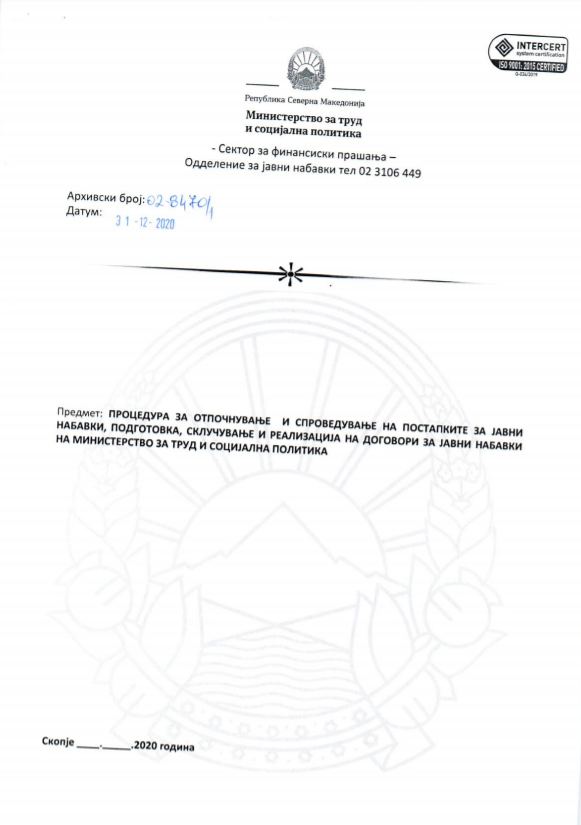 INTERCERT
system certification
ISO 9001: 2015 CERTIFIED
Република Северна Македонија
Министерство за труд
и социјална политика
- Сектор за финансиски прашања –
Одделение за јавни набавки тел 02 3106 449
Архивски број: 02-8470/1
Датум:
31 -12- 2020
Предмет: ПРОЦЕДУРА ЗА ОТПОЧНУВАЊЕ И СПРОВЕДУВАЊЕ НА ПОСТАПКИТЕ ЗА ЈАВНИ
НАБАВКИ, ПОДГОТОВКА, СКЛУЧУВАЊЕ И РЕАЛИЗАЦИЈА НА ДОГОВОРИ ЗА ЈАВНИ НАБАВКИ
НА МИНИСТЕРСТВО ЗА ТРУД И СОЦИЈАЛНА ПОЛИТИКА
Скопје ____._____.2020 година